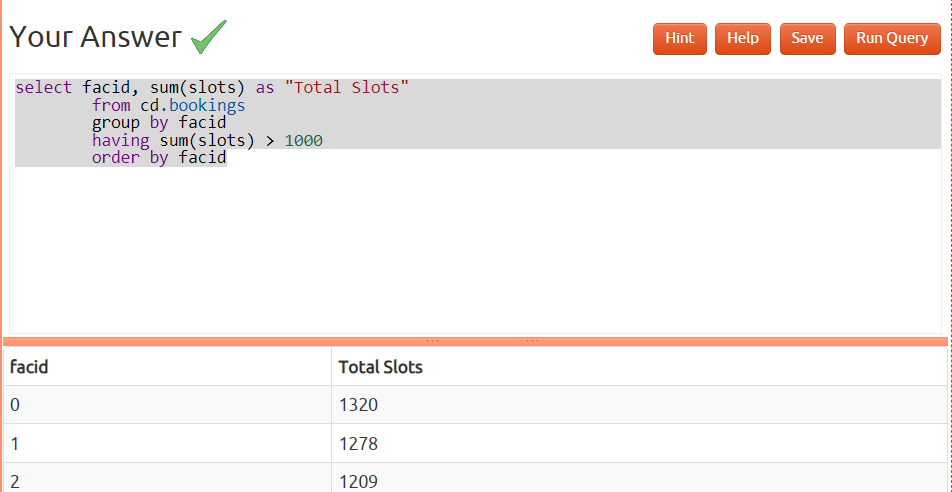 Your Answer
Hint Help Save Run Query
select facid, sum(slots) as "Total Slots"
from cd.bookings
group by facid
having sum(slots) > 1000
order by facid
facid Total Slots
0 1320
1 1278
2 1209